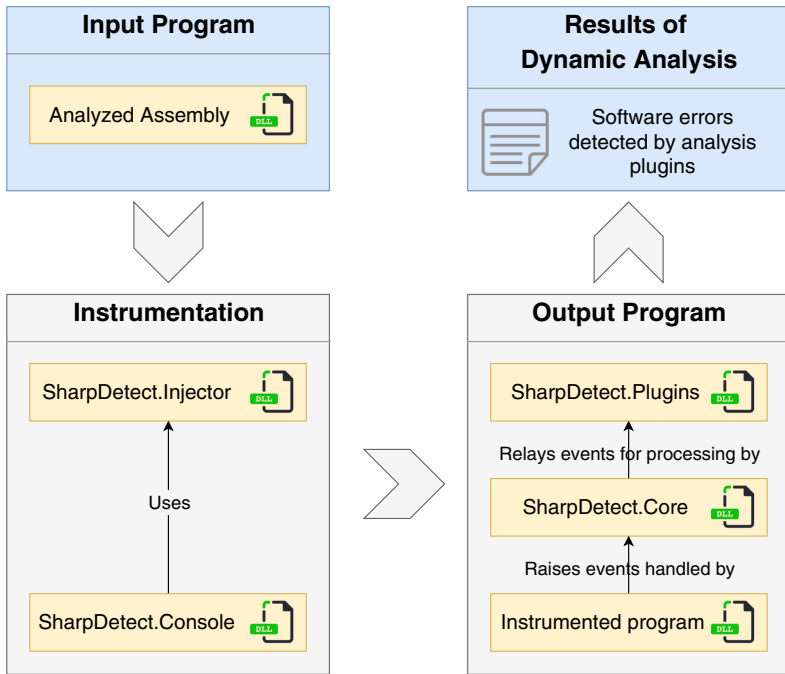 Input Program
Analyzed Assembly
DLL
Results of
Dynamic Analysis
Software errors
detected by analysis
plugins
Instrumentation
SharpDetect.Injector
DLL
Uses
SharpDetect.Console
DLL
Output Program
SharpDetect.Plugins
DLL
Relays events for processing by
SharpDetect.Core
DLL
Raises events handled by
Instrumented program
DLL